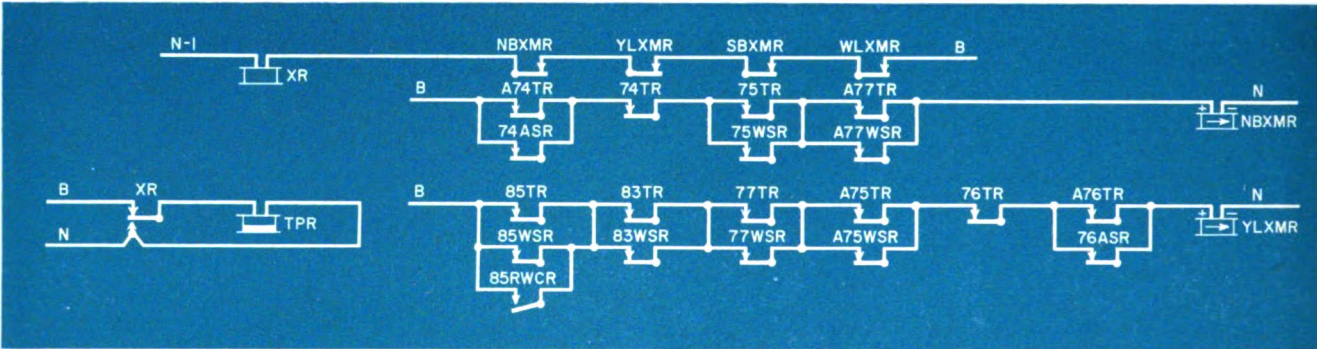 N-1 NBXMR YLXMR SBXMR WLXMR B
XR
B A74TR 74TR 75TR A77TR N
74ASR 75WSR A77WSR + - NBXMR
B XR B 85TR 83TR 77TR A75TR 76TR A76TR N
N TPR 85WSR 83WSR 77WSR A75WSR 76ASR + - YLXMR
85RWCR